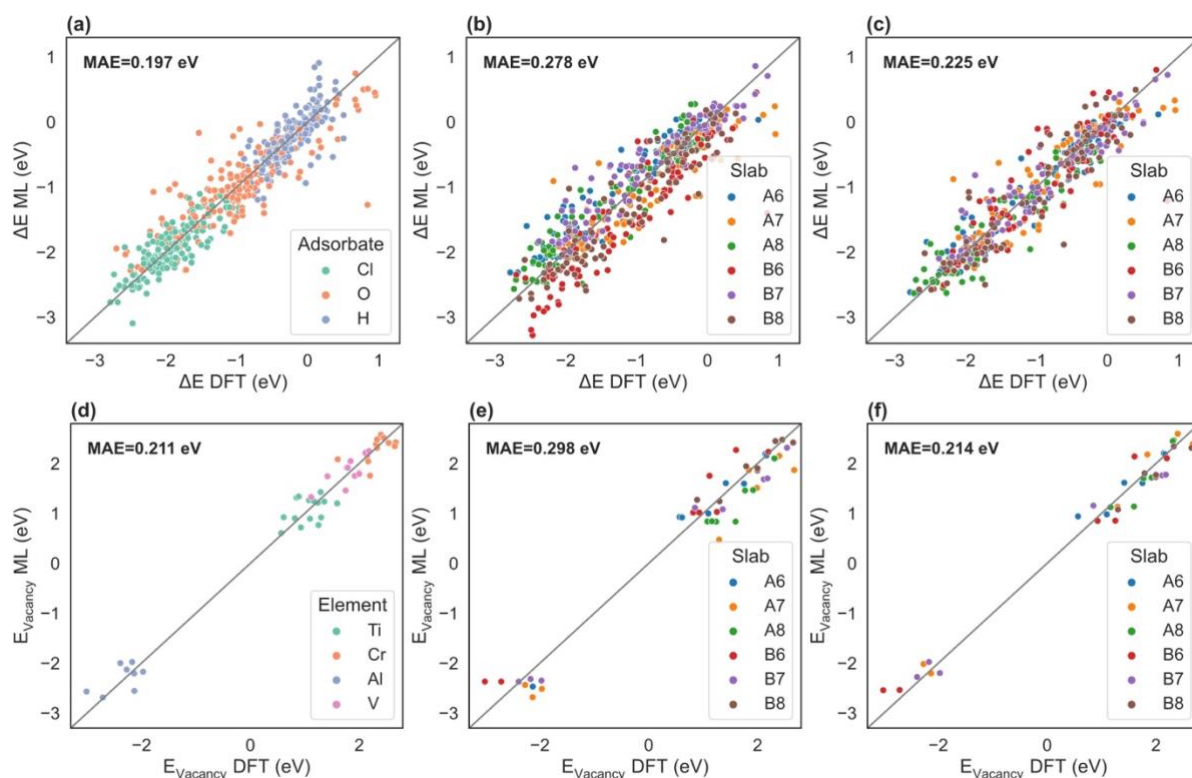 (a)
MAE=0.197 eV
1
0
−1
−2
−3
ΔE ML (eV)
Adsorbate
Cl
O
H
−3 −2 −1 0 1
ΔE DFT (eV)
(b)
MAE=0.278 eV
1
0
−1
−2
−3
ΔE ML (eV)
Slab
A6
A7
A8
B6
B7
B8
−3 −2 −1 0 1
ΔE DFT (eV)
(c)
MAE=0.225 eV
1
0
−1
−2
−3
ΔE ML (eV)
Slab
A6
A7
A8
B6
B7
B8
−3 −2 −1 0 1
ΔE DFT (eV)
(d)
MAE=0.211 eV
2
1
0
−1
−2
−3
E_Vacancy ML (eV)
Element
Ti
Cr
Al
V
−2 0 2
E_Vacancy DFT (eV)
(e)
MAE=0.298 eV
2
1
0
−1
−2
−3
E_Vacancy ML (eV)
Slab
A6
A7
A8
B6
B7
B8
−2 0 2
E_Vacancy DFT (eV)
(f)
MAE=0.214 eV
2
1
0
−1
−2
−3
E_Vacancy ML (eV)
Slab
A6
A7
A8
B6
B7
B8
−2 0 2
E_Vacancy DFT (eV)